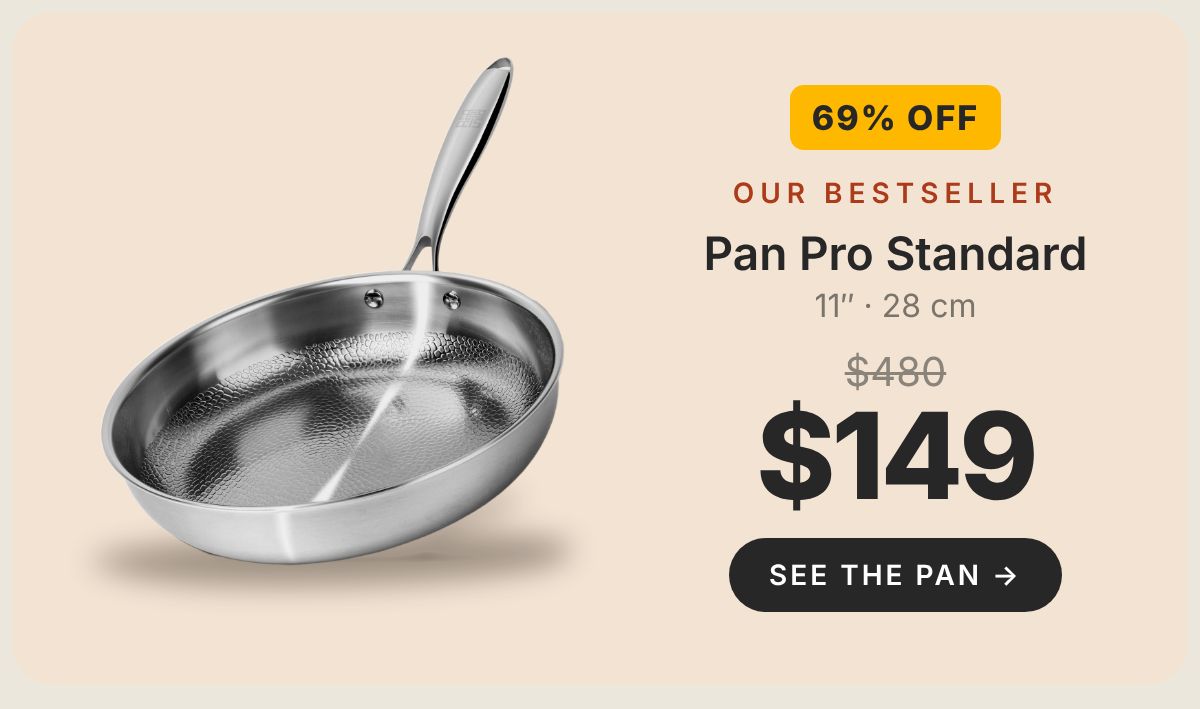 69% OFF
OUR BESTSELLER
Pan Pro Standard
11″ · 28 cm
$480
$149
SEE THE PAN →